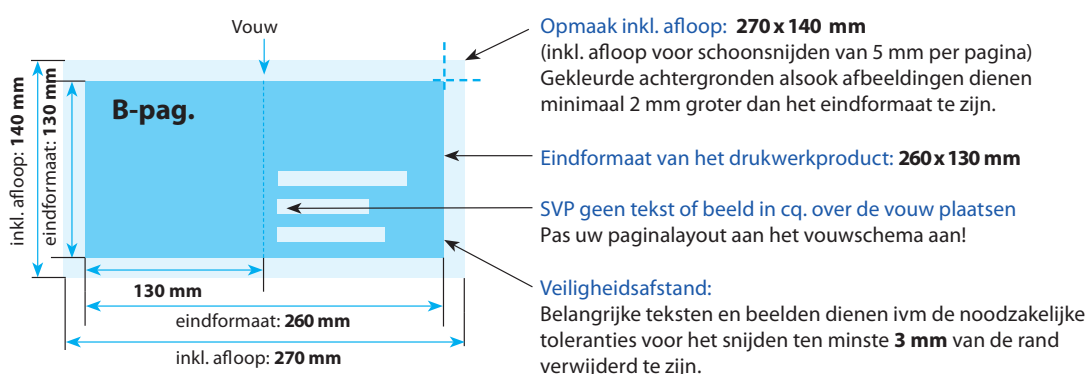 Vouw
B-pag.
inkl. afloop: 140 mm
eindformaat: 130 mm
130 mm
eindformaat: 260 mm
inkl. afloop: 270 mm
Opmaak inkl. afloop: 270 x 140 mm
(inkl. afloop voor schoonsnijden van 5 mm per pagina)
Gekleurde achtergronden alsook afbeeldingen dienen
minimaal 2 mm groter dan het eindformaat te zijn.
Eindformaat van het drukwerkproduct: 260 x 130 mm
SVP geen tekst of beeld in cq. over de vouw plaatsen
Pas uw paginalayout aan het vouwschema aan!
Veiligheidsafstand:
Belangrijke teksten en beelden dienen ivm de noodzakelijke
toleranties voor het snijden ten minste 3 mm van de rand
verwijderd te zijn.